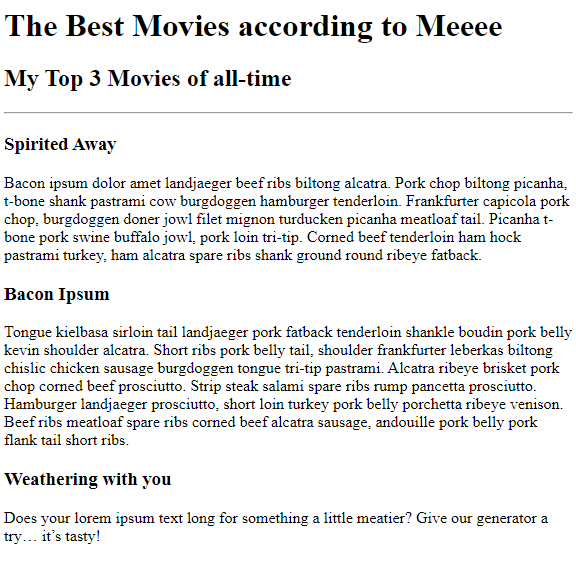 The Best Movies according to Meeee
My Top 3 Movies of all-time
Spirited Away
Bacon ipsum dolor amet landjaeger beef ribs biltong alcatra. Pork chop biltong picanha,
t-bone shank pastrami cow burgdoggen hamburger tenderloin. Frankfurter capicola pork
chop, burgdoggen doner jowl filet mignon turducken picanha meatloaf tail. Picanha t-
bone pork swine buffalo jowl, pork loin tri-tip. Corned beef tenderloin ham hock
pastrami turkey, ham alcatra spare ribs shank ground round ribeye fatback.
Bacon Ipsum
Tongue kielbasa sirloin tail landjaeger pork fatback tenderloin shankle boudin pork belly
kevin shoulder alcatra. Short ribs pork belly tail, shoulder frankfurter leberkas biltong
chislic chicken sausage burgdoggen tongue tri-tip pastrami. Alcatra ribeye brisket pork
chop corned beef prosciutto. Strip steak salami spare ribs rump pancetta prosciutto.
Hamburger landjaeger prosciutto, short loin turkey pork belly porchetta ribeye venison.
Beef ribs meatloaf spare ribs corned beef alcatra sausage, andouille pork belly pork
flank tail short ribs.
Weathering with you
Does your lorem ipsum text long for something a little meatier? Give our generator a
try… it’s tasty!